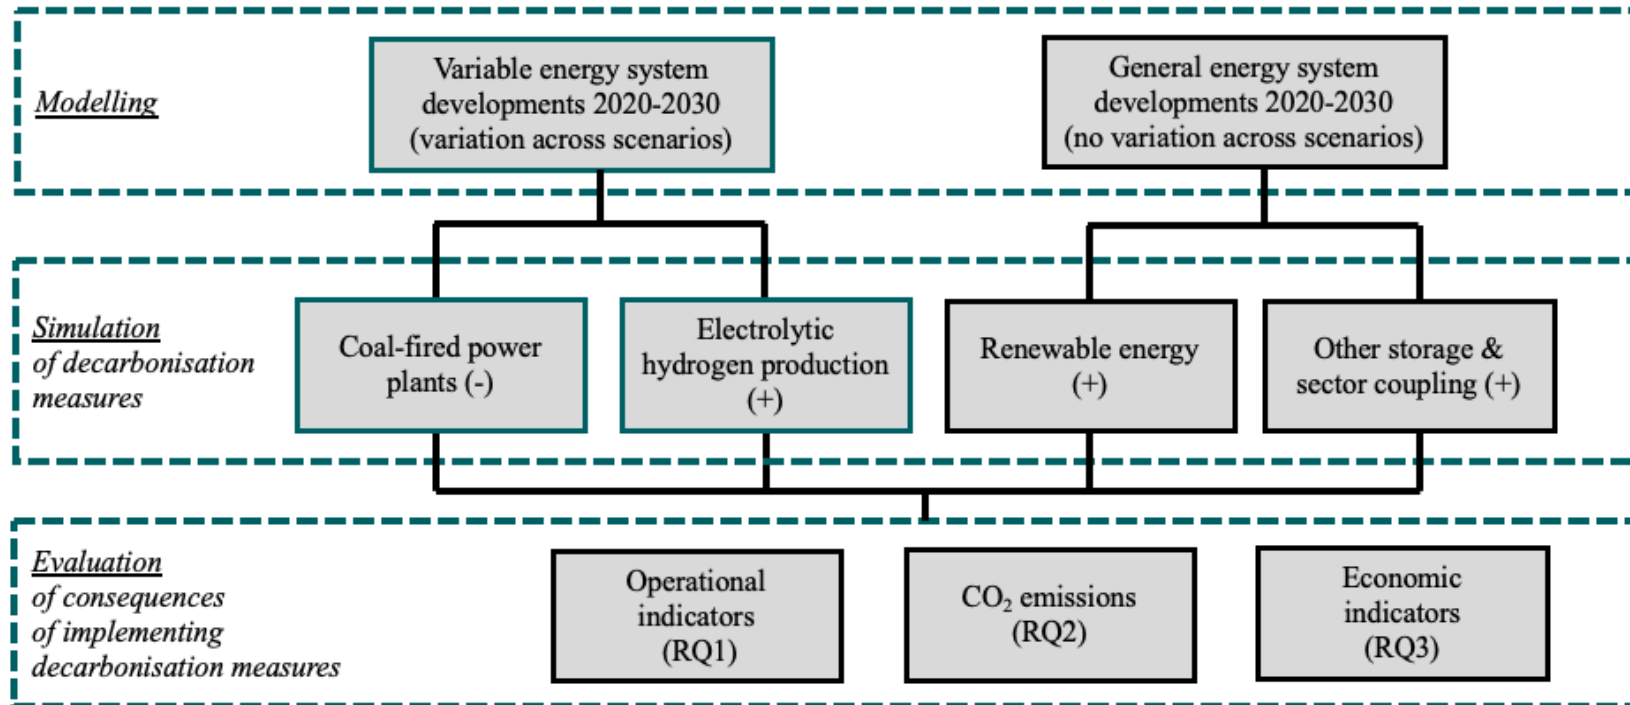 Modelling
Variable energy system
developments 2020-2030
(variation across scenarios)
General energy system
developments 2020-2030
(no variation across scenarios)
Simulation
of decarbonisation
measures
Coal-fired power
plants (-)
Electrolytic
hydrogen production
(+)
Renewable energy
(+)
Other storage &
sector coupling (+)
Evaluation
of consequences
of implementing
decarbonisation measures
Operational
indicators
(RQ1)
CO₂ emissions
(RQ2)
Economic
indicators
(RQ3)